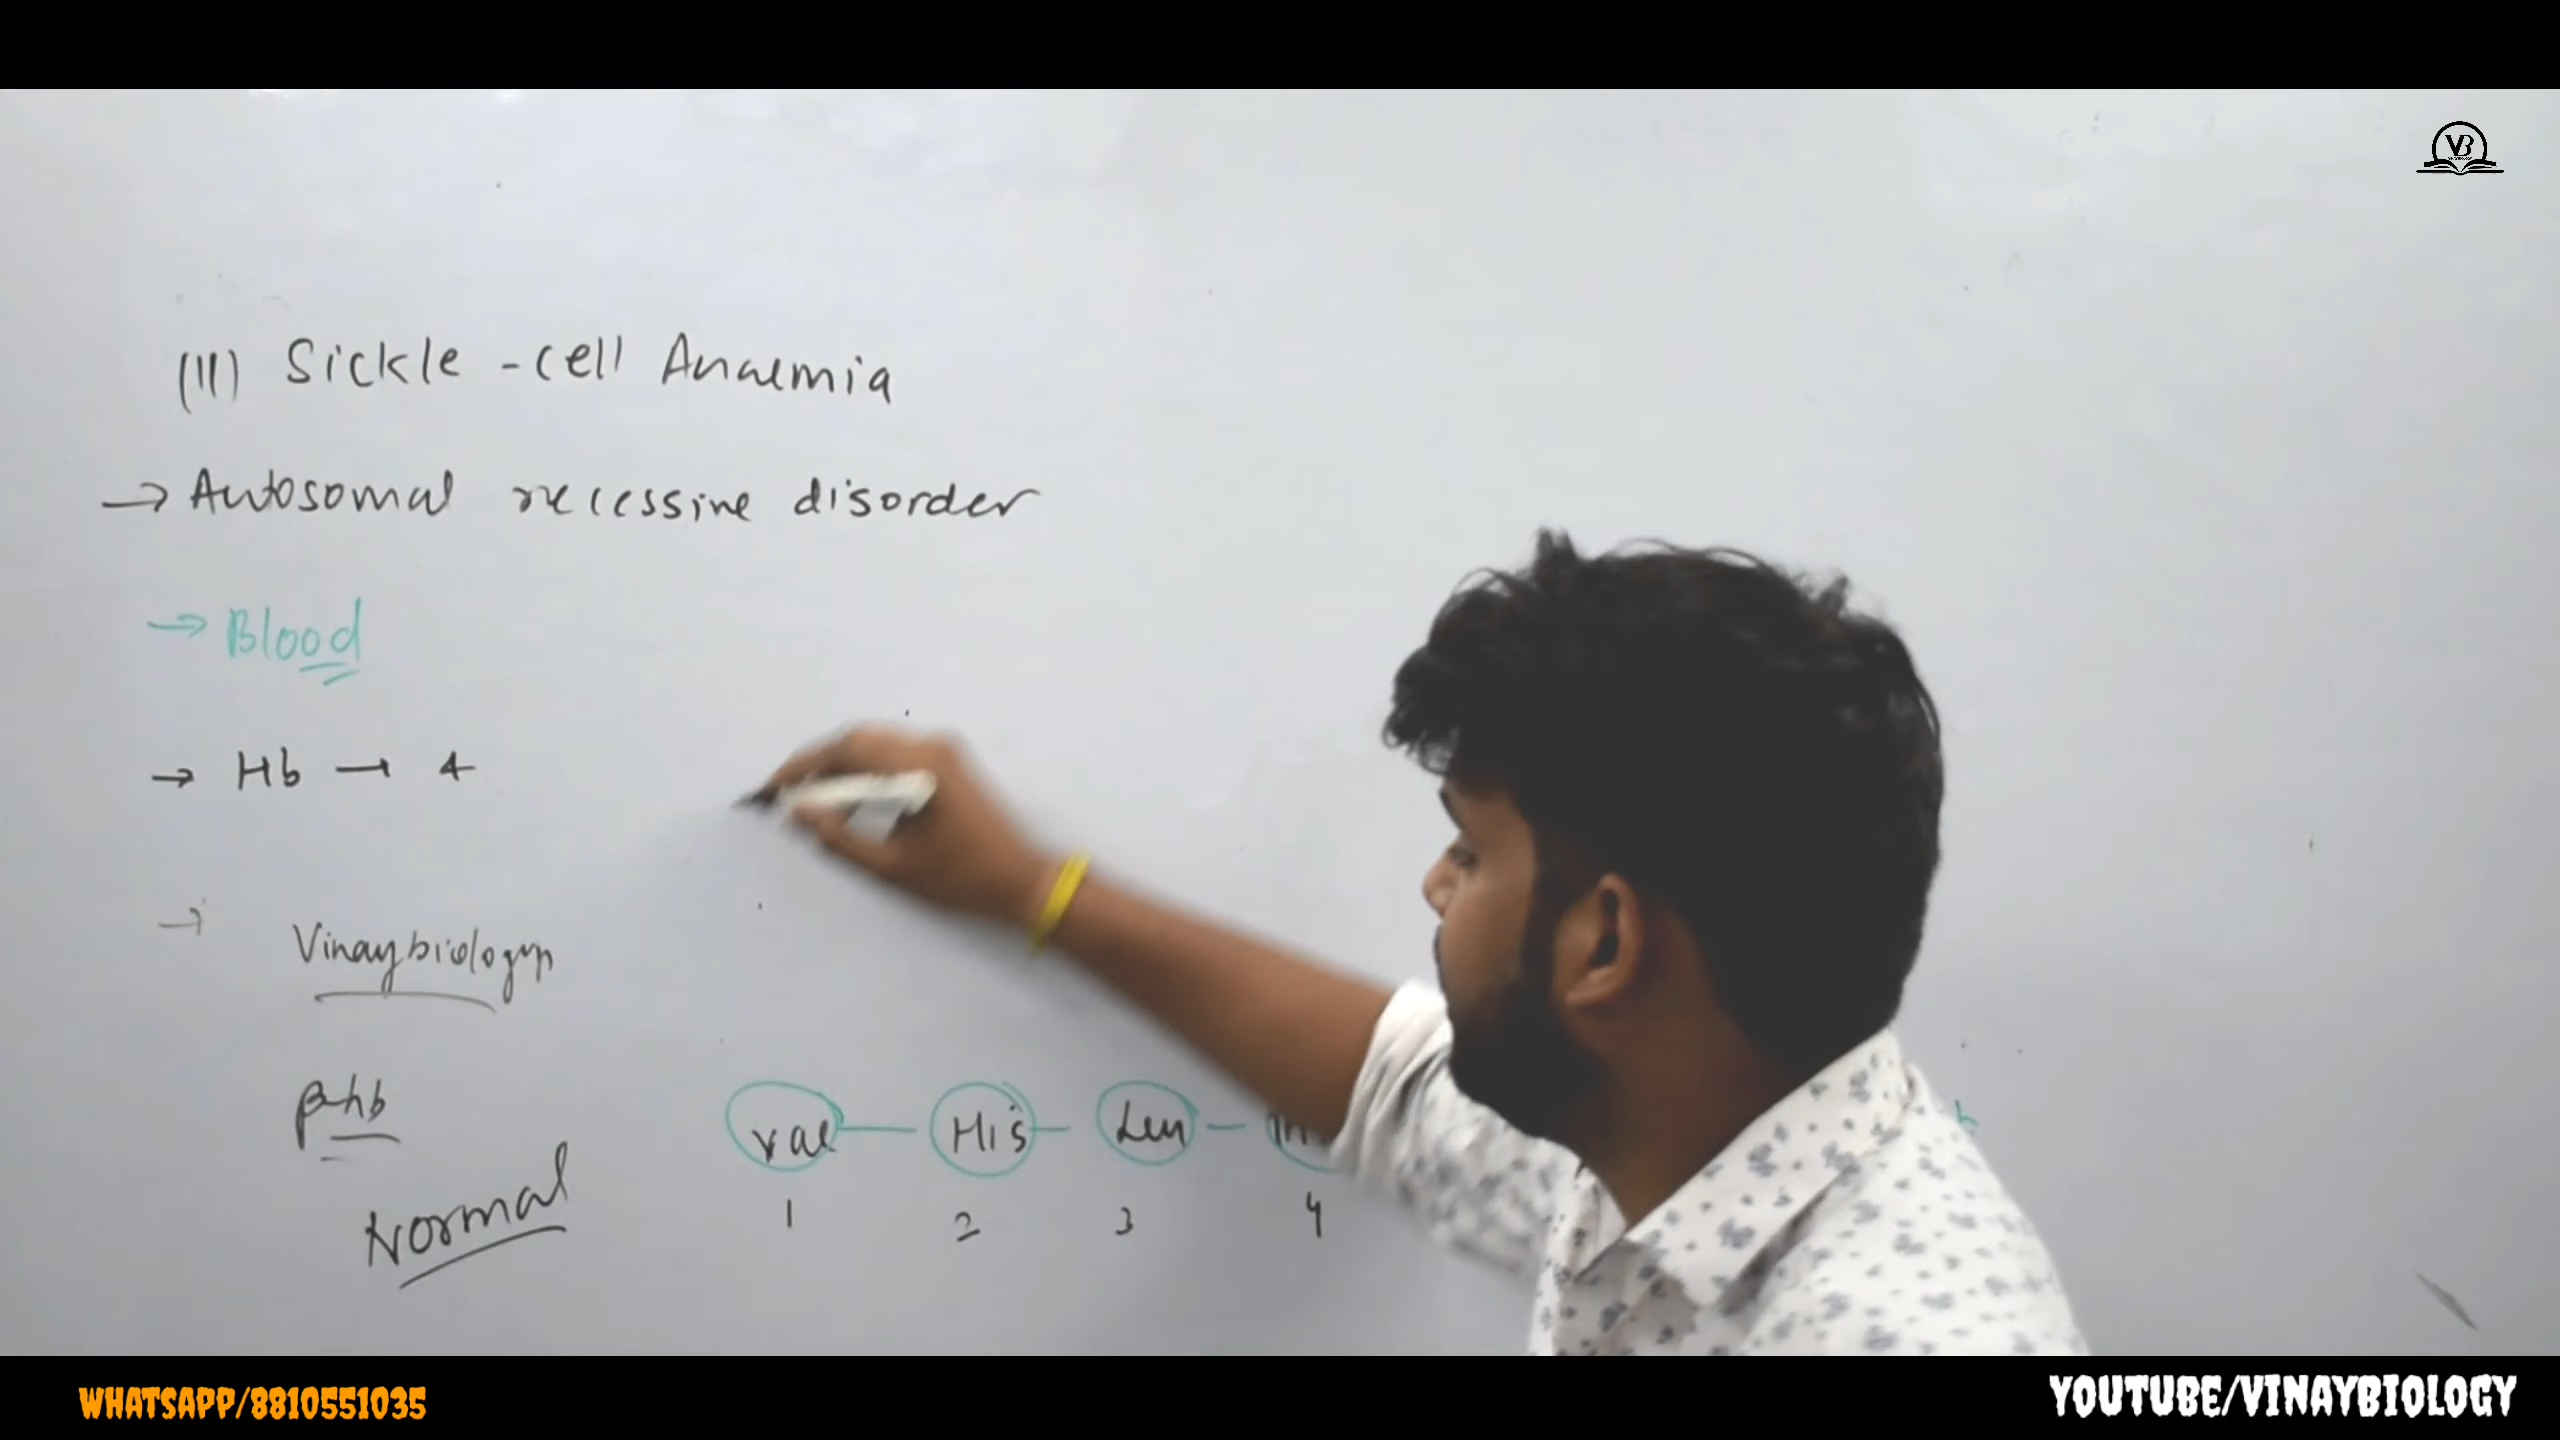 VB
(II) Sickle-cell Anaemia
→ Autosomal recessive disorder
→ Blood
→ Hb → 4
→ Vinaybiology
βhb
Val — His — Leu —
1 2 3 4
Normal
WHATSAPP/8810551035
YOUTUBE/VINAYBIOLOGY